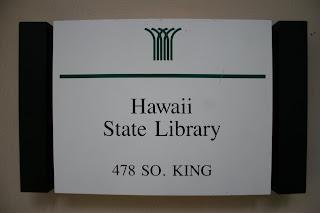 Hawaii
State Library
478 SO. KING